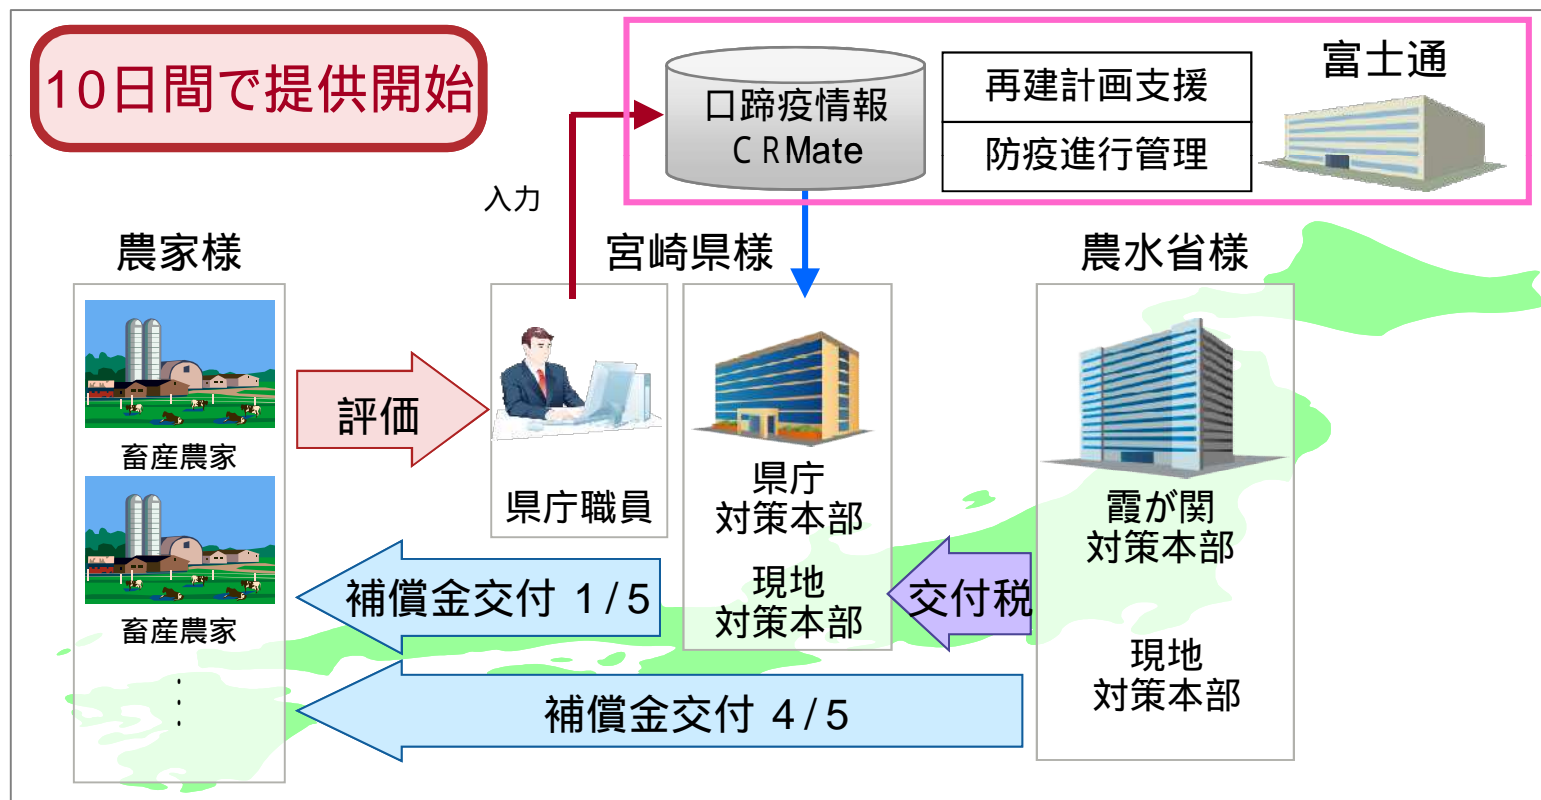 10日間で提供開始
富士通
口蹄疫情報
CRMate
再建計画支援
防疫進行管理
入力
農家様
宮崎県様
農水省様
畜産農家
評価
県庁職員
県庁
対策本部
霞が関
対策本部
畜産農家
補償金交付 1/5
現地
対策本部
交付税
現地
対策本部
補償金交付 4/5